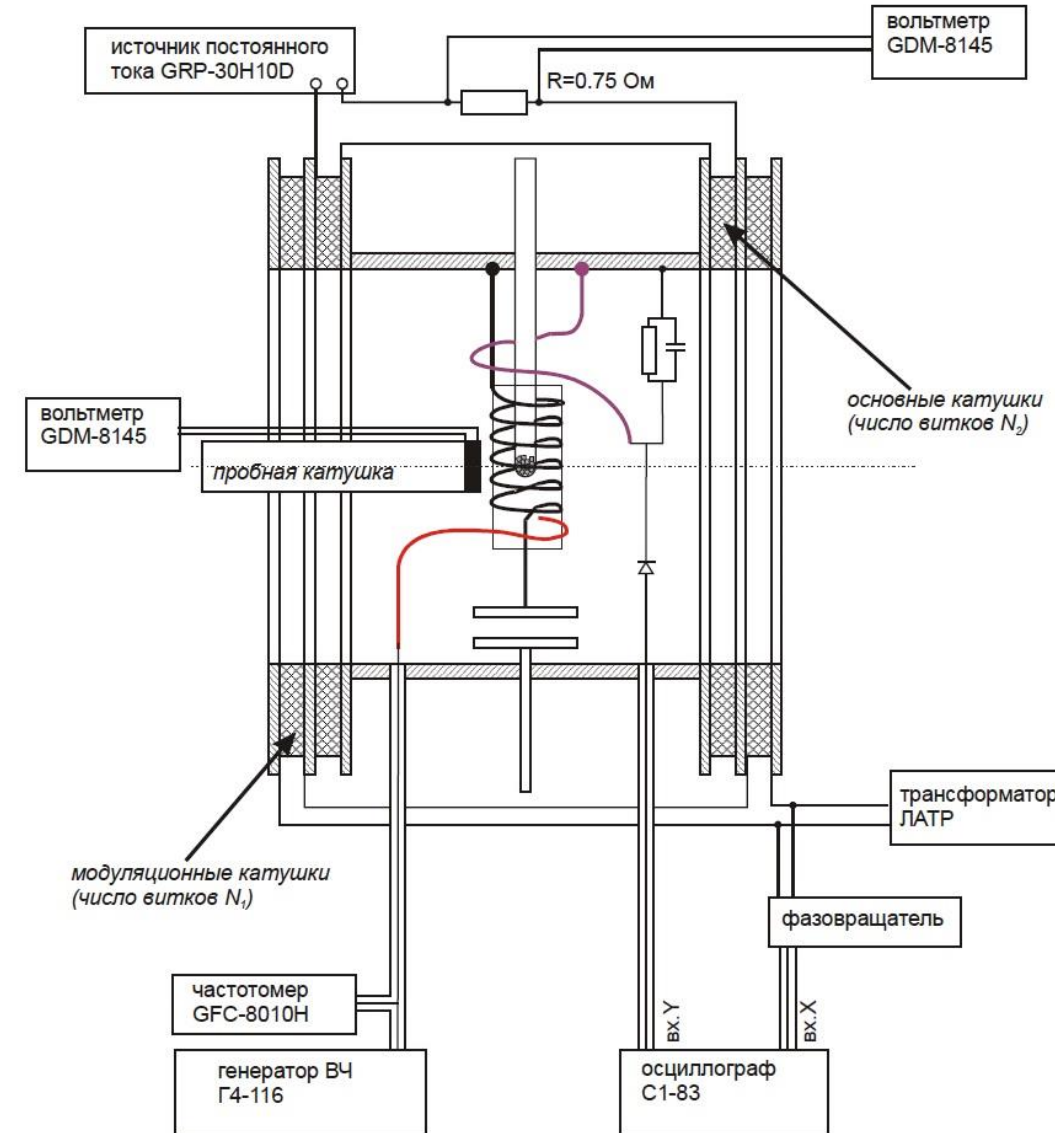 источник постоянного
тока GRP-30H10D
вольтметр
GDM-8145
R=0.75 Ом
основные катушки
(число витков N₂)
вольтметр
GDM-8145
пробная катушка
трансформатор
ЛАТР
модуляционные катушки
(число витков N₁)
фазовращатель
частотомер
GFC-8010H
вх.Y
вх.X
генератор ВЧ
Г4-116
осциллограф
С1-83